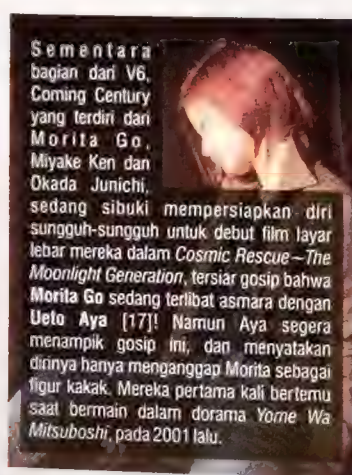 Sementara
bagian dari V6,
Coming Century
yang terdiri dari
Morita Go,
Miyake Ken dan
Okada Junichi,
sedang sibuki mempersiapkan diri
sungguh-sungguh untuk debut film layar
lebar mereka dalam Cosmic Rescue~The
Moonlight Generation, tersiar gosip bahwa
Morita Go sedang terlibat asmara dengan
Ueto Aya [17]! Namun Aya segera
menampik gosip ini, dan menyatakan
dirinya hanya menganggap Morita sebagai
figur kakak. Mereka pertama kali bertemu
saat bermain dalam dorama Yome Wa
Mitsuboshi, pada 2001 lalu.